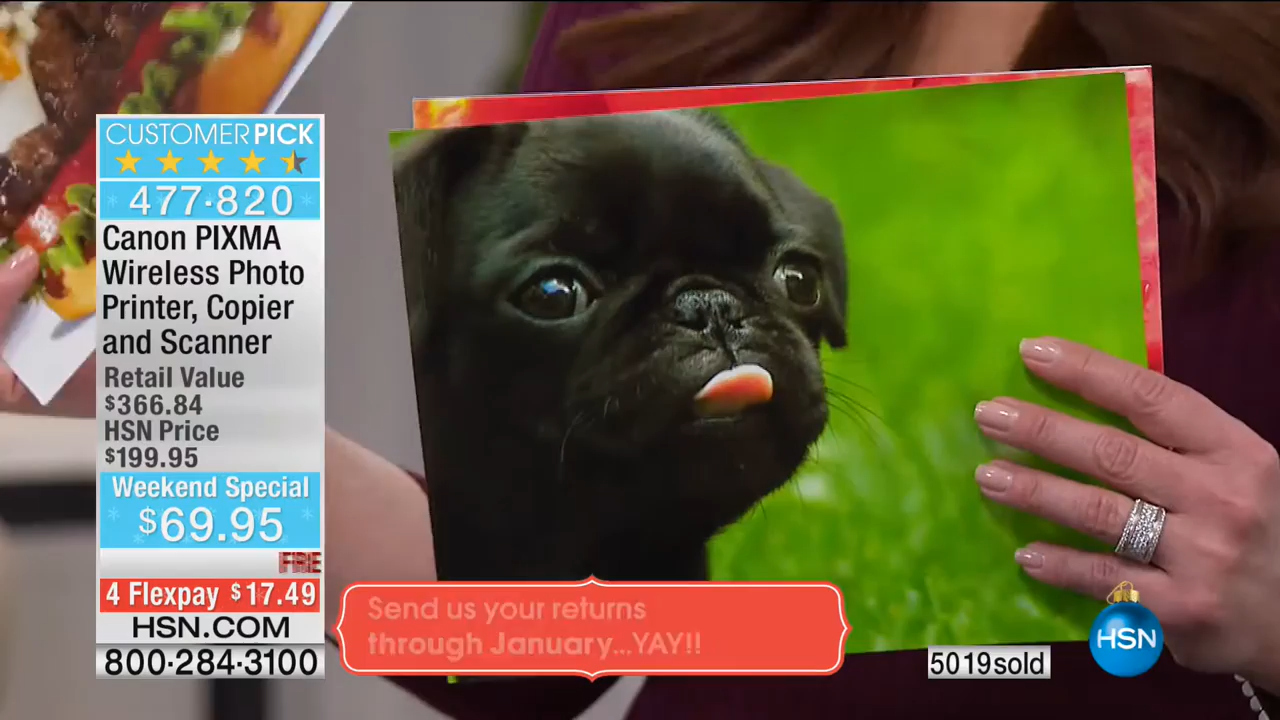 CUSTOMER PICK
477·820
Canon PIXMA
Wireless Photo
Printer, Copier
and Scanner
Retail Value
$366.84
HSN Price
$199.95
Weekend Special
$69.95
FRE
4 Flexpay $17.49
HSN.COM
800·284·3100
Send us your returns
through January...YAY!!
5019sold
HSN